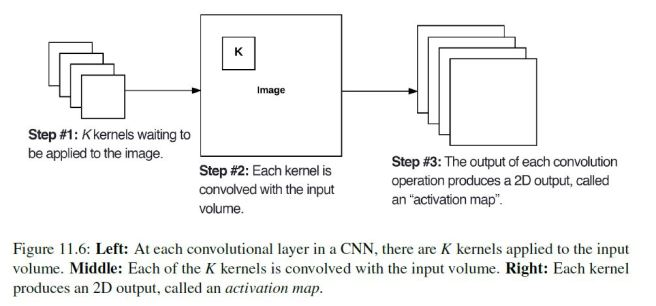 K
Image
Step #1: K kernels waiting to
be applied to the image.
Step #2: Each kernel is
convolved with the input
volume.
Step #3: The output of each convolution
operation produces a 2D output, called
an “activation map”.
Figure 11.6: Left: At each convolutional layer in a CNN, there are K kernels applied to the input
volume. Middle: Each of the K kernels is convolved with the input volume. Right: Each kernel
produces an 2D output, called an activation map.